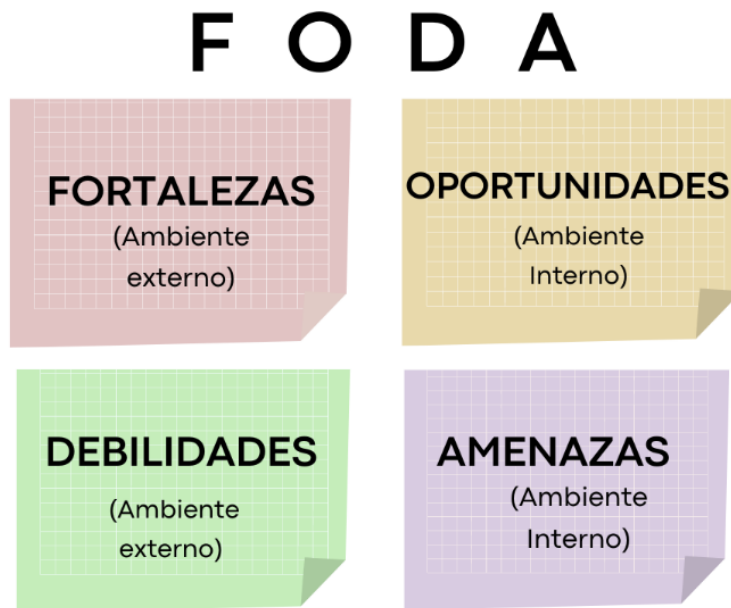 F O D A
FORTALEZAS
(Ambiente
externo)
OPORTUNIDADES
(Ambiente
Interno)
DEBILIDADES
(Ambiente
externo)
AMENAZAS
(Ambiente
Interno)